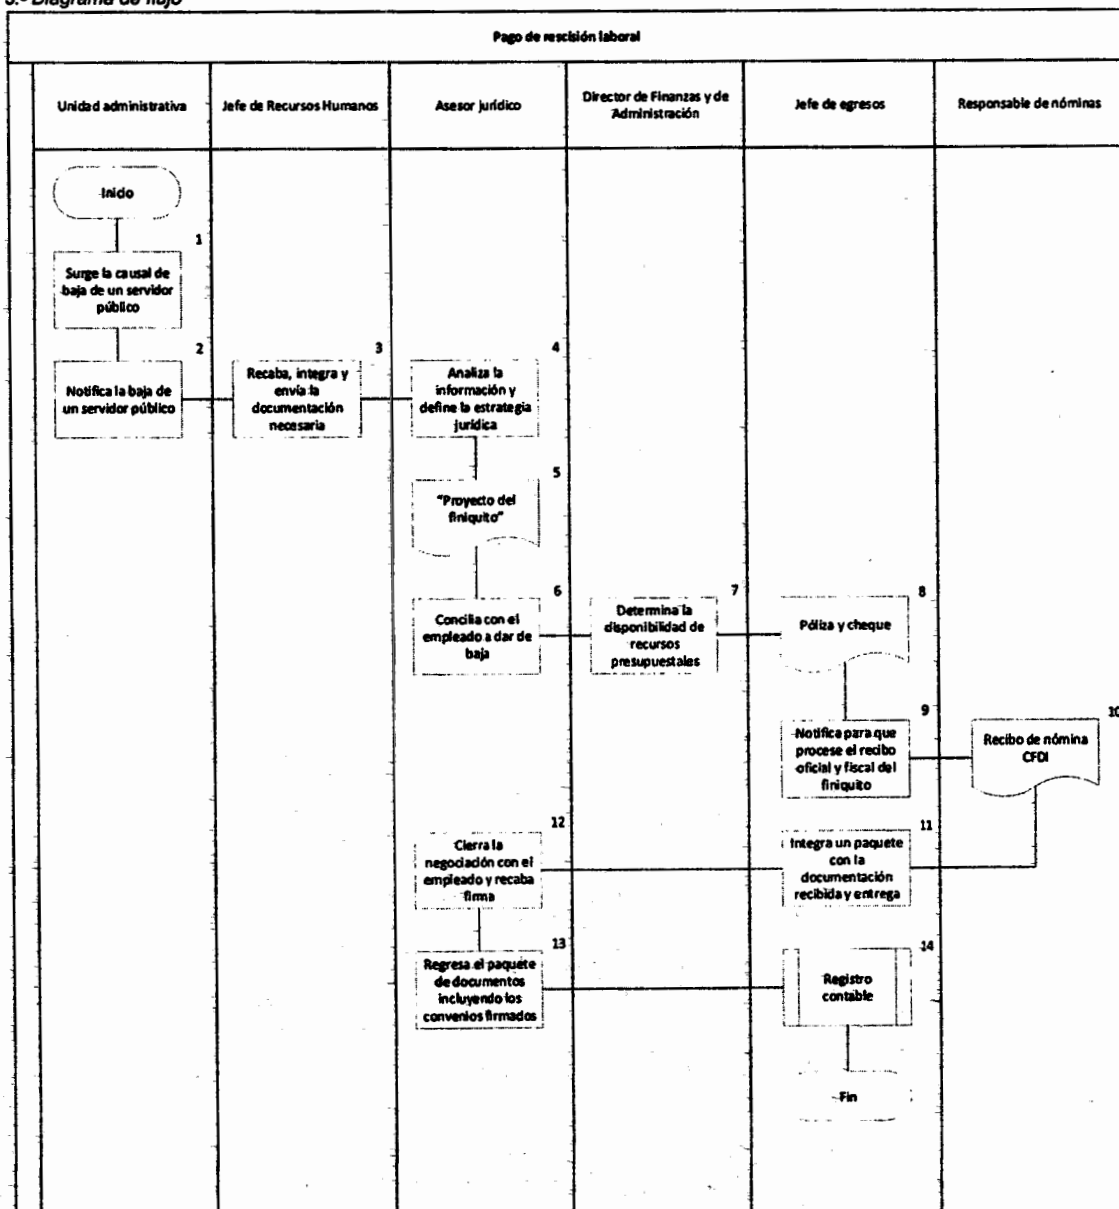 5.- Diagrama de flujo
Pago de rescisión laboral
Unidad administrativa
Jefe de Recursos Humanos
Asesor jurídico
Director de Finanzas y de
Administración
Jefe de egresos
Responsable de nóminas
Inicio
1
Surge la causal de
baja de un servidor
público
2
Notifica la baja de
un servidor público
3
Recaba, integra y
envía la
documentación
necesaria
4
Analiza la
información y
define la estrategia
jurídica
5
"Proyecto del
finiquito"
6
Concilia con el
empleado a dar de
baja
7
Determina la
disponibilidad de
recursos
presupuestales
8
Póliza y cheque
9
Notifica para que
procese el recibo
oficial y fiscal del
finiquito
10
Recibo de nómina
CFDI
11
Integra un paquete
con la
documentación
recibida y entrega
12
Cierra la
negociación con el
empleado y recaba
firma
13
Regresa el paquete
de documentos
incluyendo los
convenios firmados
14
Registro
contable
Fin